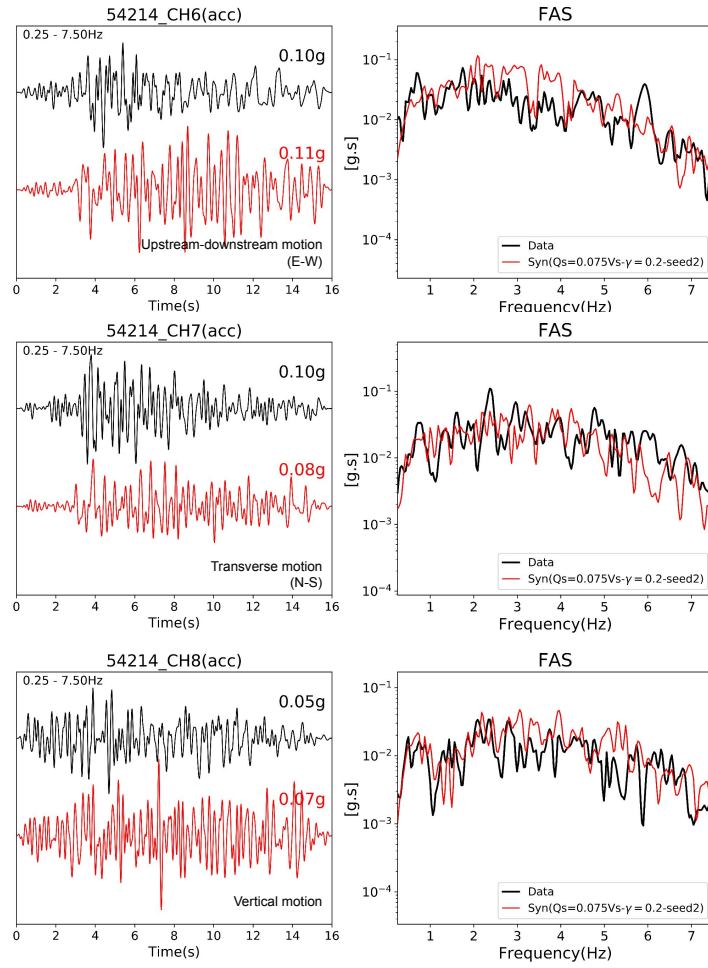 54214_CH6(acc)
FAS
0.25 - 7.50Hz
0.10g
0.11g
Upstream-downstream motion
(E-W)
0 2 4 6 8 10 12 14 16
Time(s)
[g.s]
10⁻¹
10⁻²
10⁻³
10⁻⁴
Data
Syn(Qs=0.075Vs-γ = 0.2-seed2)
1 2 3 4 5 6 7
Frequency(Hz)
54214_CH7(acc)
FAS
0.25 - 7.50Hz
0.10g
0.08g
Transverse motion
(N-S)
0 2 4 6 8 10 12 14 16
Time(s)
[g.s]
10⁻¹
10⁻²
10⁻³
10⁻⁴
Data
Syn(Qs=0.075Vs-γ = 0.2-seed2)
1 2 3 4 5 6 7
Frequency(Hz)
54214_CH8(acc)
FAS
0.25 - 7.50Hz
0.05g
0.07g
Vertical motion
0 2 4 6 8 10 12 14 16
Time(s)
[g.s]
10⁻¹
10⁻²
10⁻³
10⁻⁴
Data
Syn(Qs=0.075Vs-γ = 0.2-seed2)
1 2 3 4 5 6 7
Frequency(Hz)